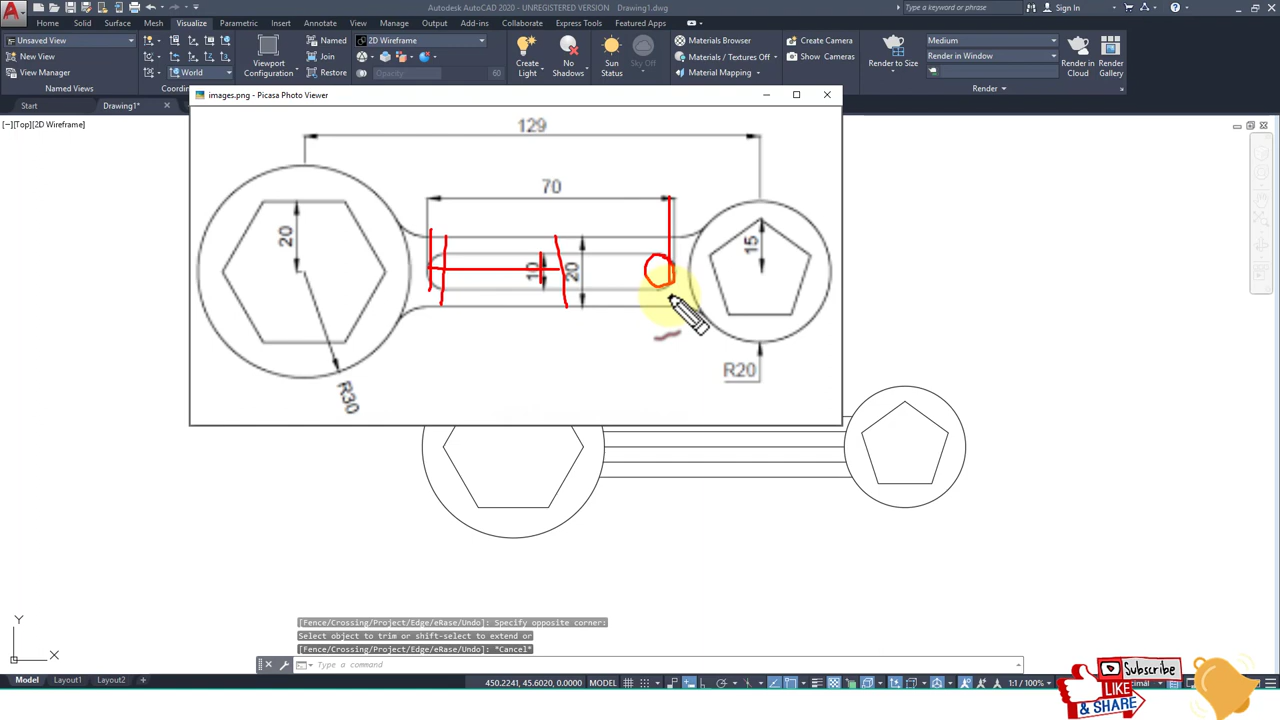 Autodesk AutoCAD 2020 - UNREGISTERED VERSION Drawing1.dwg
Type a keyword or phrase
Sign In
Home Solid Surface Mesh Visualize Parametric Insert Annotate View Manage Output Add-ins Collaborate Express Tools Featured Apps
Unsaved View
New View
View Manager
Named Views
World
Viewport
Configuration
Named
Join
Restore
2D Wireframe
Opacity
60
Create
Light
No
Shadows
Sun
Status
Sky Off
Materials Browser
Materials / Textures Off
Material Mapping
Create Camera
Show Cameras
Render to Size
Medium
Render in Window
Render in
Cloud
Render
Gallery
Render
Start
Drawing1*
[−][Top][2D Wireframe]
images.png - Picasa Photo Viewer
129
70
20
10
20
15
R30
R20
Y
X
[Fence/Crossing/Project/Edge/eRase/Undo]: Specify opposite corner:
Select object to trim or shift-select to extend or
[Fence/Crossing/Project/Edge/eRase/Undo]: *Cancel*
Type a command
Model
Layout1
Layout2
450.2241, 45.6020, 0.0000
MODEL
1:1 / 100%
Subscribe
LIKE
& SHARE